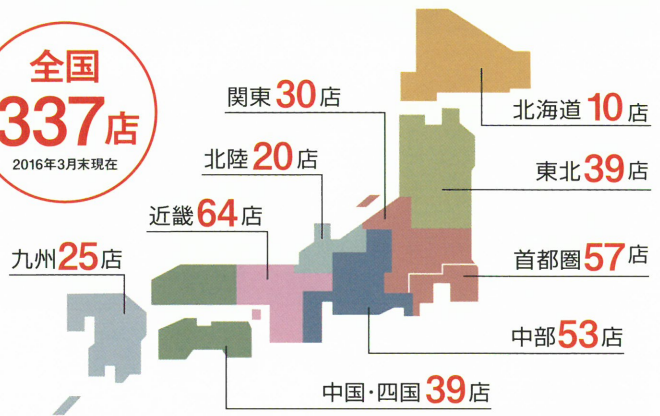 全国
337店
2016年3月末現在
関東30店
北海道10店
北陸20店
東北39店
近畿64店
九州25店
首都圏57店
中部53店
中国・四国39店